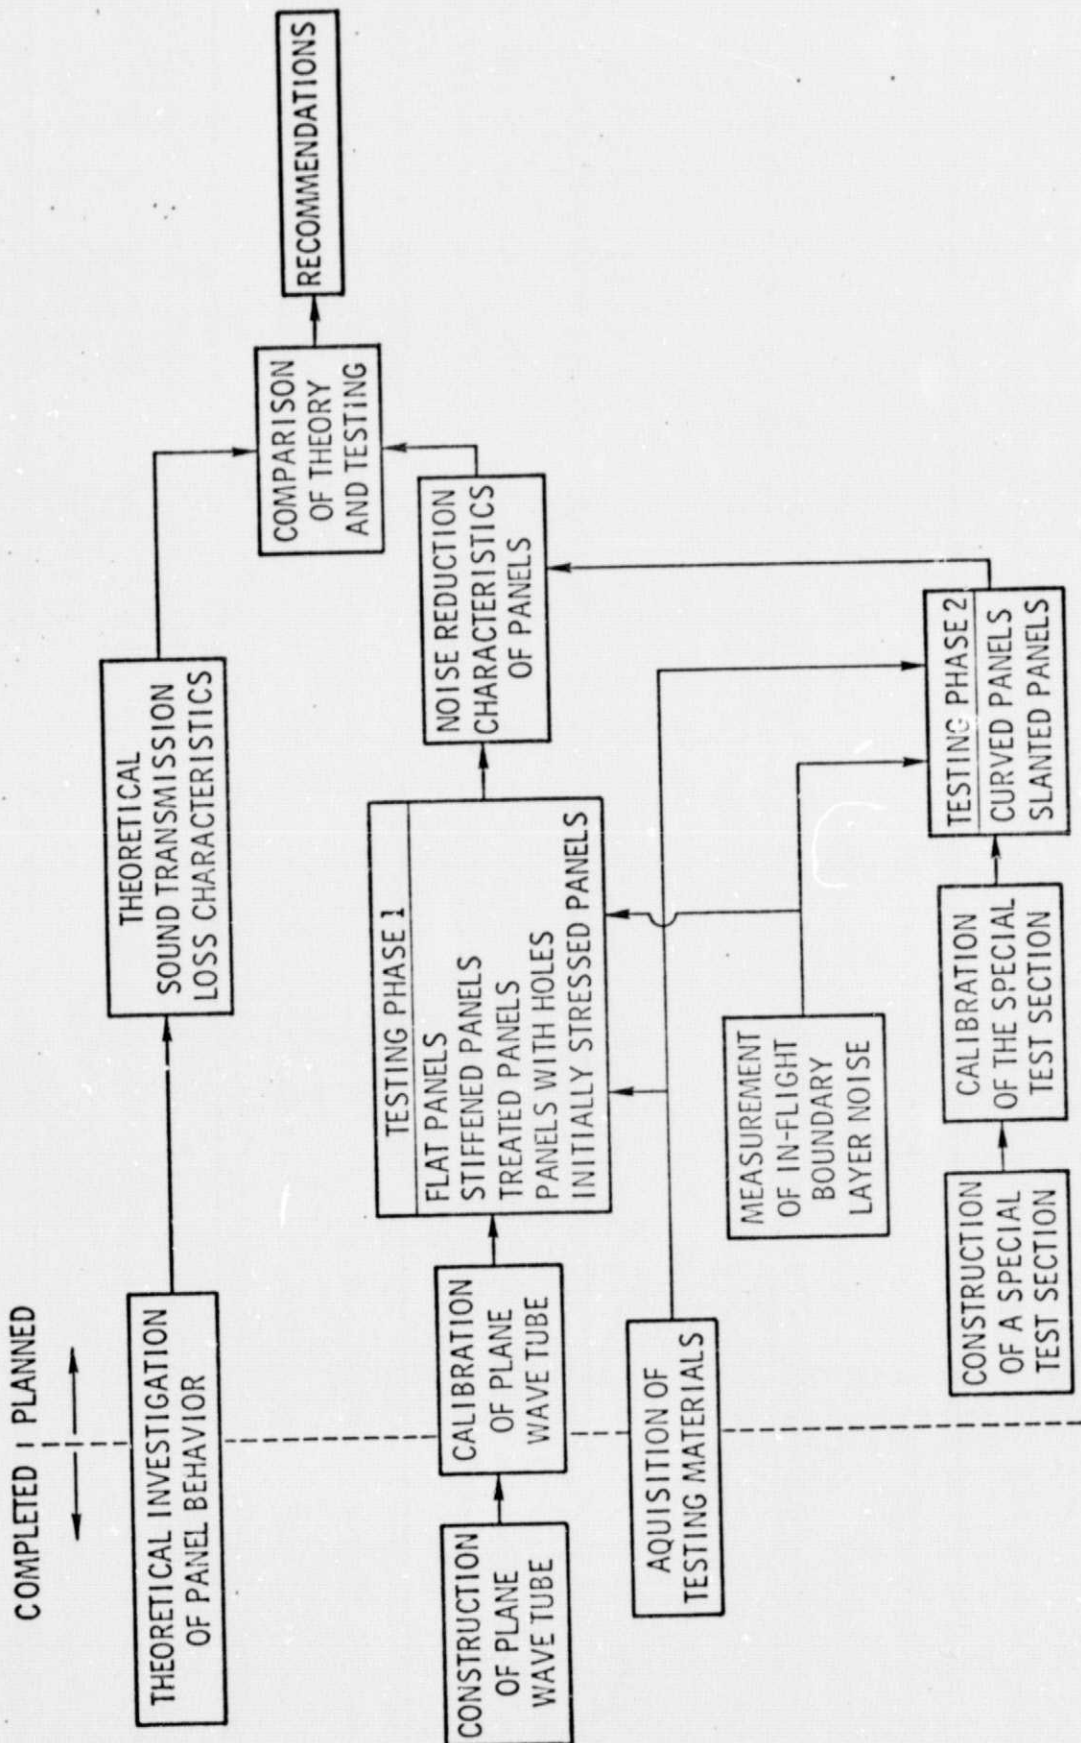 COMPLETED | PLANNED
THEORETICAL INVESTIGATION
OF PANEL BEHAVIOR
THEORETICAL
SOUND TRANSMISSION
LOSS CHARACTERISTICS
COMPARISON
OF THEORY
AND TESTING
RECOMMENDATIONS
CONSTRUCTION
OF PLANE
WAVE TUBE
CALIBRATION
OF PLANE
WAVE TUBE
TESTING PHASE 1
FLAT PANELS
STIFFENED PANELS
TREATED PANELS
PANELS WITH HOLES
INITIALLY STRESSED PANELS
NOISE REDUCTION
CHARACTERISTICS
OF PANELS
AQUISITION OF
TESTING MATERIALS
MEASUREMENT
OF IN-FLIGHT
BOUNDARY
LAYER NOISE
CONSTRUCTION
OF A SPECIAL
TEST SECTION
CALIBRATION
OF THE SPECIAL
TEST SECTION
TESTING PHASE 2
CURVED PANELS
SLANTED PANELS